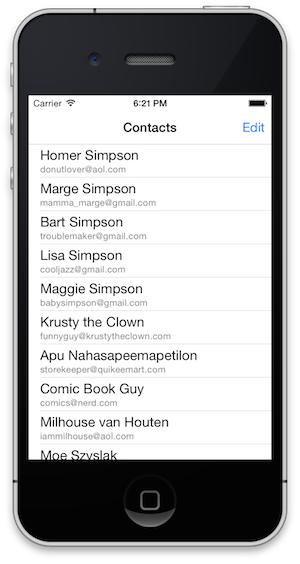 Carrier 6:21 PM
Contacts Edit
Homer Simpson
donutlover@aol.com
Marge Simpson
mamma_marge@gmail.com
Bart Simpson
troublemaker@gmail.com
Lisa Simpson
cooljazz@gmail.com
Maggie Simpson
babysimpson@gmail.com
Krusty the Clown
funnyguy@krustytheclown.com
Apu Nahasapeemapetilon
storekeeper@quikeemart.com
Comic Book Guy
comics@nerd.com
Milhouse van Houten
iammilhouse@aol.com
Moe Szyslak